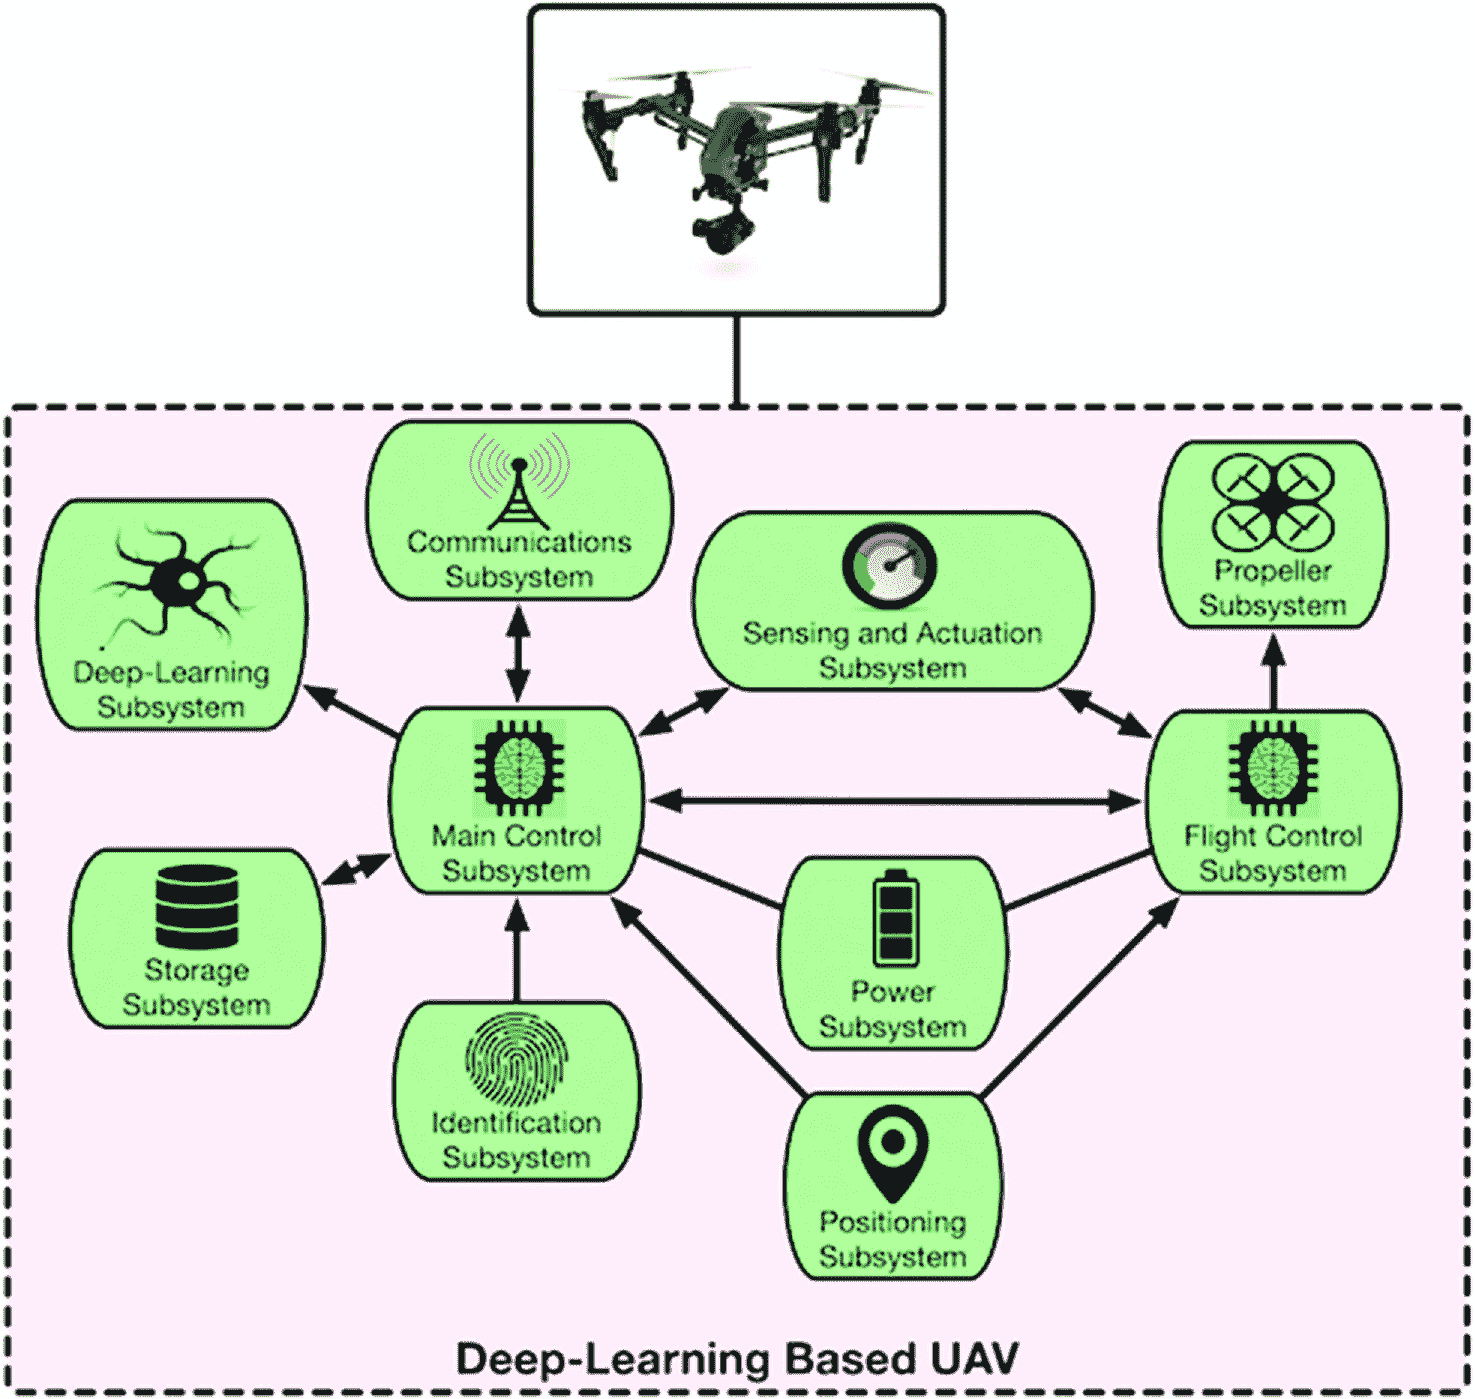 Communications
Subsystem
Propeller
Subsystem
Sensing and Actuation
Subsystem
Deep-Learning
Subsystem
Main Control
Subsystem
Flight Control
Subsystem
Storage
Subsystem
Power
Subsystem
Identification
Subsystem
Positioning
Subsystem
Deep-Learning Based UAV